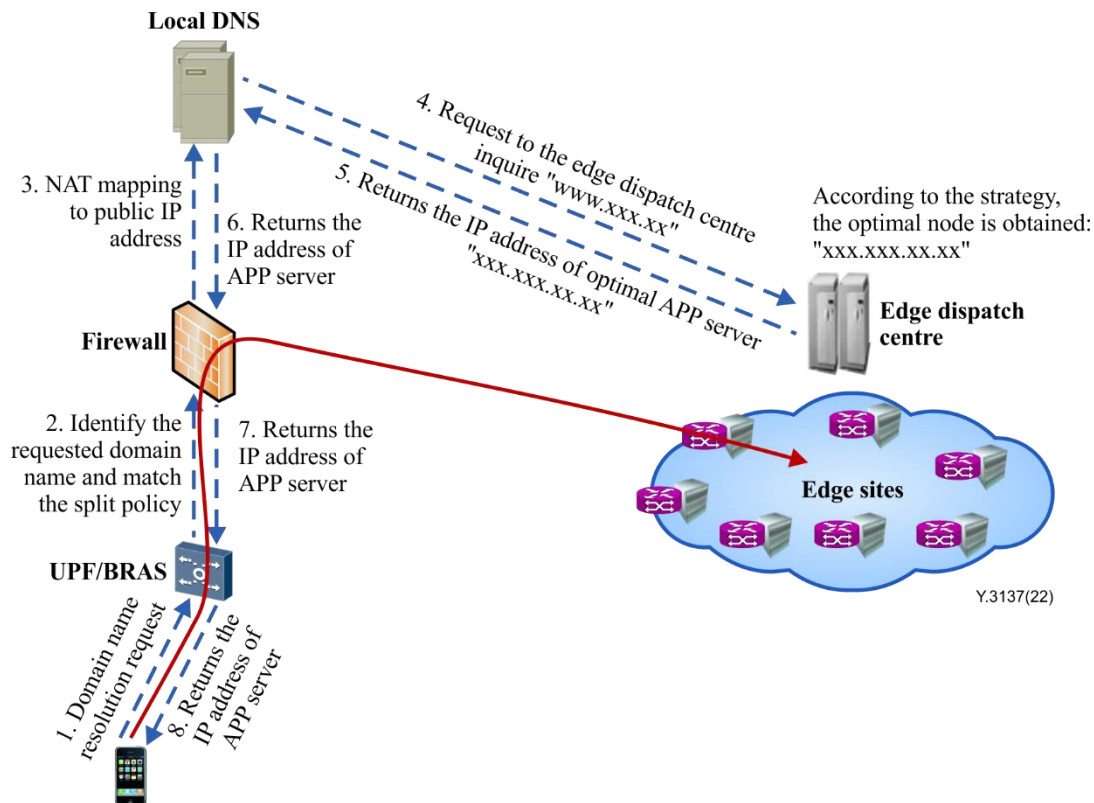 Local DNS
4. Request to the edge dispatch centre
inquire "www.xxx.xx"
5. Returns the IP address of optimal APP server
"xxx.xxx.xx.xx"
3. NAT mapping
to public IP
address
6. Returns the
IP address of
APP server
According to the strategy,
the optimal node is obtained:
"xxx.xxx.xx.xx"
Edge dispatch
centre
Firewall
2. Identify the
requested domain
name and match
the split policy
7. Returns the
IP address of
APP server
Edge sites
UPF/BRAS
Y.3137(22)
1. Domain name
resolution request
8. Returns the
IP address of
APP server